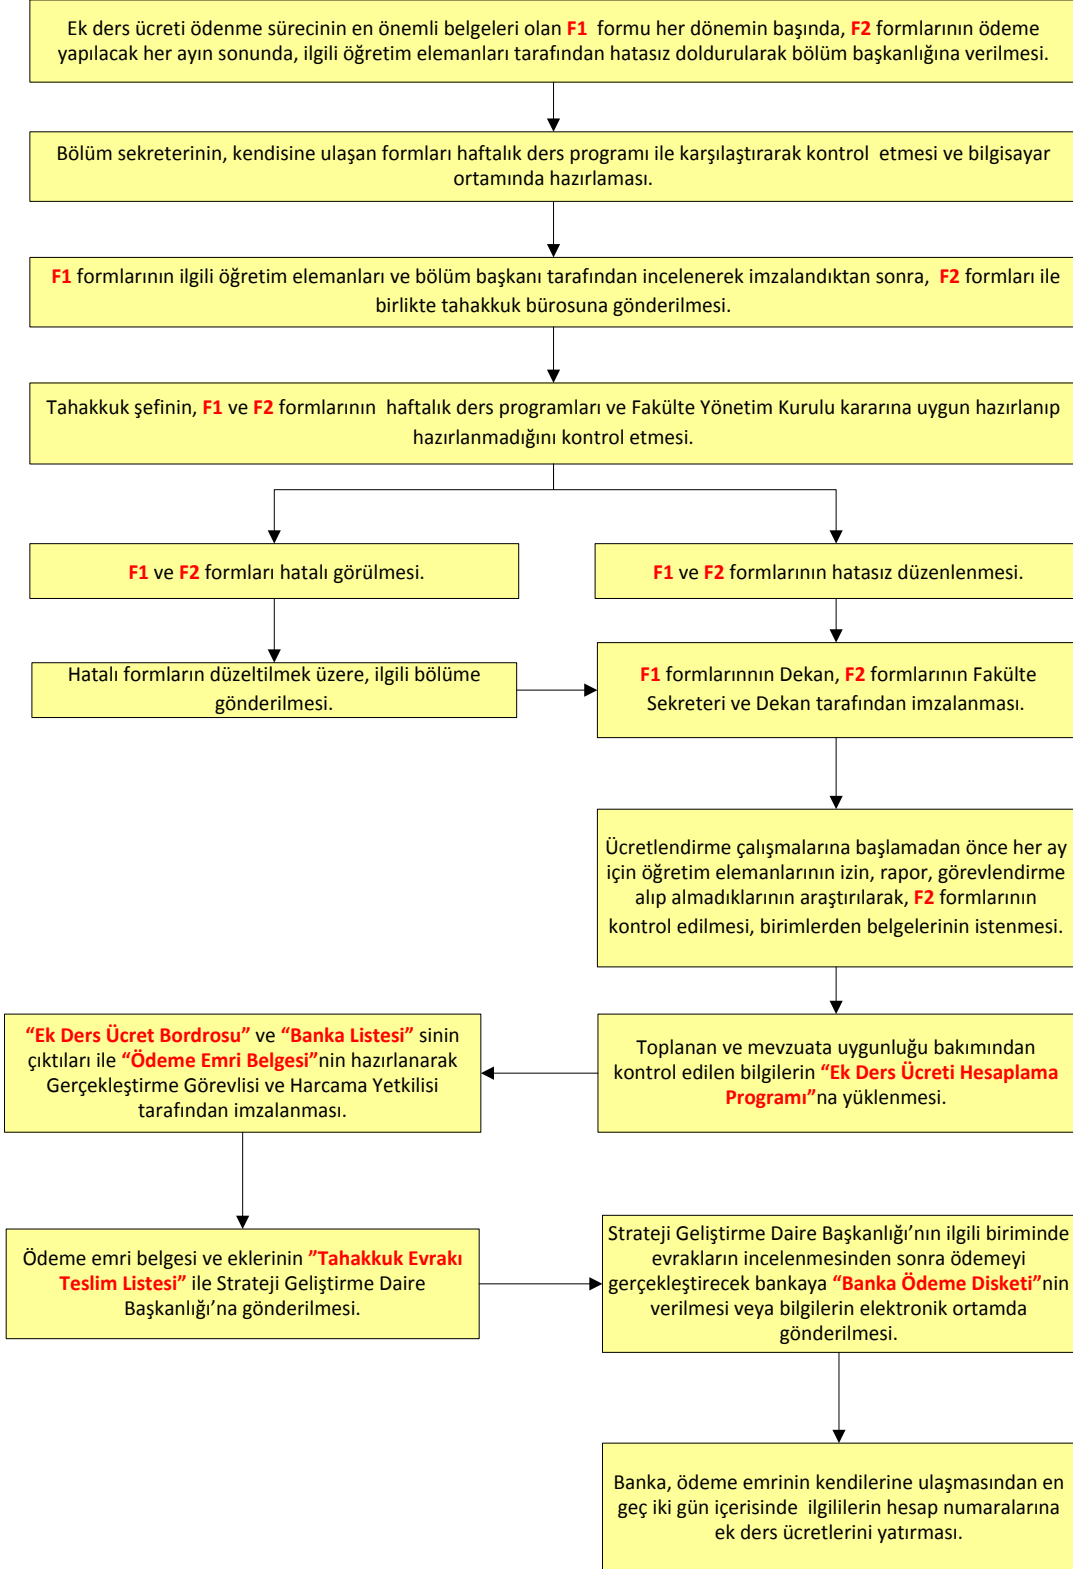 Ek ders ücreti ödenme sürecinin en önemli belgeleri olan F1 formu her dönemin başında, F2 formlarının ödeme
yapılacak her ayın sonunda, ilgili öğretim elemanları tarafından hatasız doldurularak bölüm başkanlığına verilmesi.
Bölüm sekreterinin, kendisine ulaşan formları haftalık ders programı ile karşılaştırarak kontrol etmesi ve bilgisayar
ortamında hazırlaması.
F1 formlarının ilgili öğretim elemanları ve bölüm başkanı tarafından incelenerek imzalandıktan sonra, F2 formları ile
birlikte tahakkuk bürosuna gönderilmesi.
Tahakkuk şefinin, F1 ve F2 formlarının haftalık ders programları ve Fakülte Yönetim Kurulu kararına uygun hazırlanıp
hazırlanmadığını kontrol etmesi.
F1 ve F2 formları hatalı görülmesi.
F1 ve F2 formlarının hatasız düzenlenmesi.
Hatalı formların düzeltilmek üzere, ilgili bölüme
gönderilmesi.
F1 formlarınnın Dekan, F2 formlarının Fakülte
Sekreteri ve Dekan tarafından imzalanması.
Ücretlendirme çalışmalarına başlamadan önce her ay
için öğretim elemanlarının izin, rapor, görevlendirme
alıp almadıklarının araştırılarak, F2 formlarının
kontrol edilmesi, birimlerden belgelerinin istenmesi.
Toplanan ve mevzuata uygunluğu bakımından
kontrol edilen bilgilerin “Ek Ders Ücreti Hesaplama
Programı”na yüklenmesi.
“Ek Ders Ücret Bordrosu” ve “Banka Listesi” sinin
çıktıları ile “Ödeme Emri Belgesi”nin hazırlanarak
Gerçekleştirme Görevlisi ve Harcama Yetkilisi
tarafından imzalanması.
Ödeme emri belgesi ve eklerinin ”Tahakkuk Evrakı
Teslim Listesi” ile Strateji Geliştirme Daire
Başkanlığı’na gönderilmesi.
Strateji Geliştirme Daire Başkanlığı’nın ilgili biriminde
evrakların incelenmesinden sonra ödemeyi
gerçekleştirecek bankaya “Banka Ödeme Disketi”nin
verilmesi veya bilgilerin elektronik ortamda
gönderilmesi.
Banka, ödeme emrinin kendilerine ulaşmasından en
geç iki gün içerisinde ilgililerin hesap numaralarına
ek ders ücretlerini yatırması.